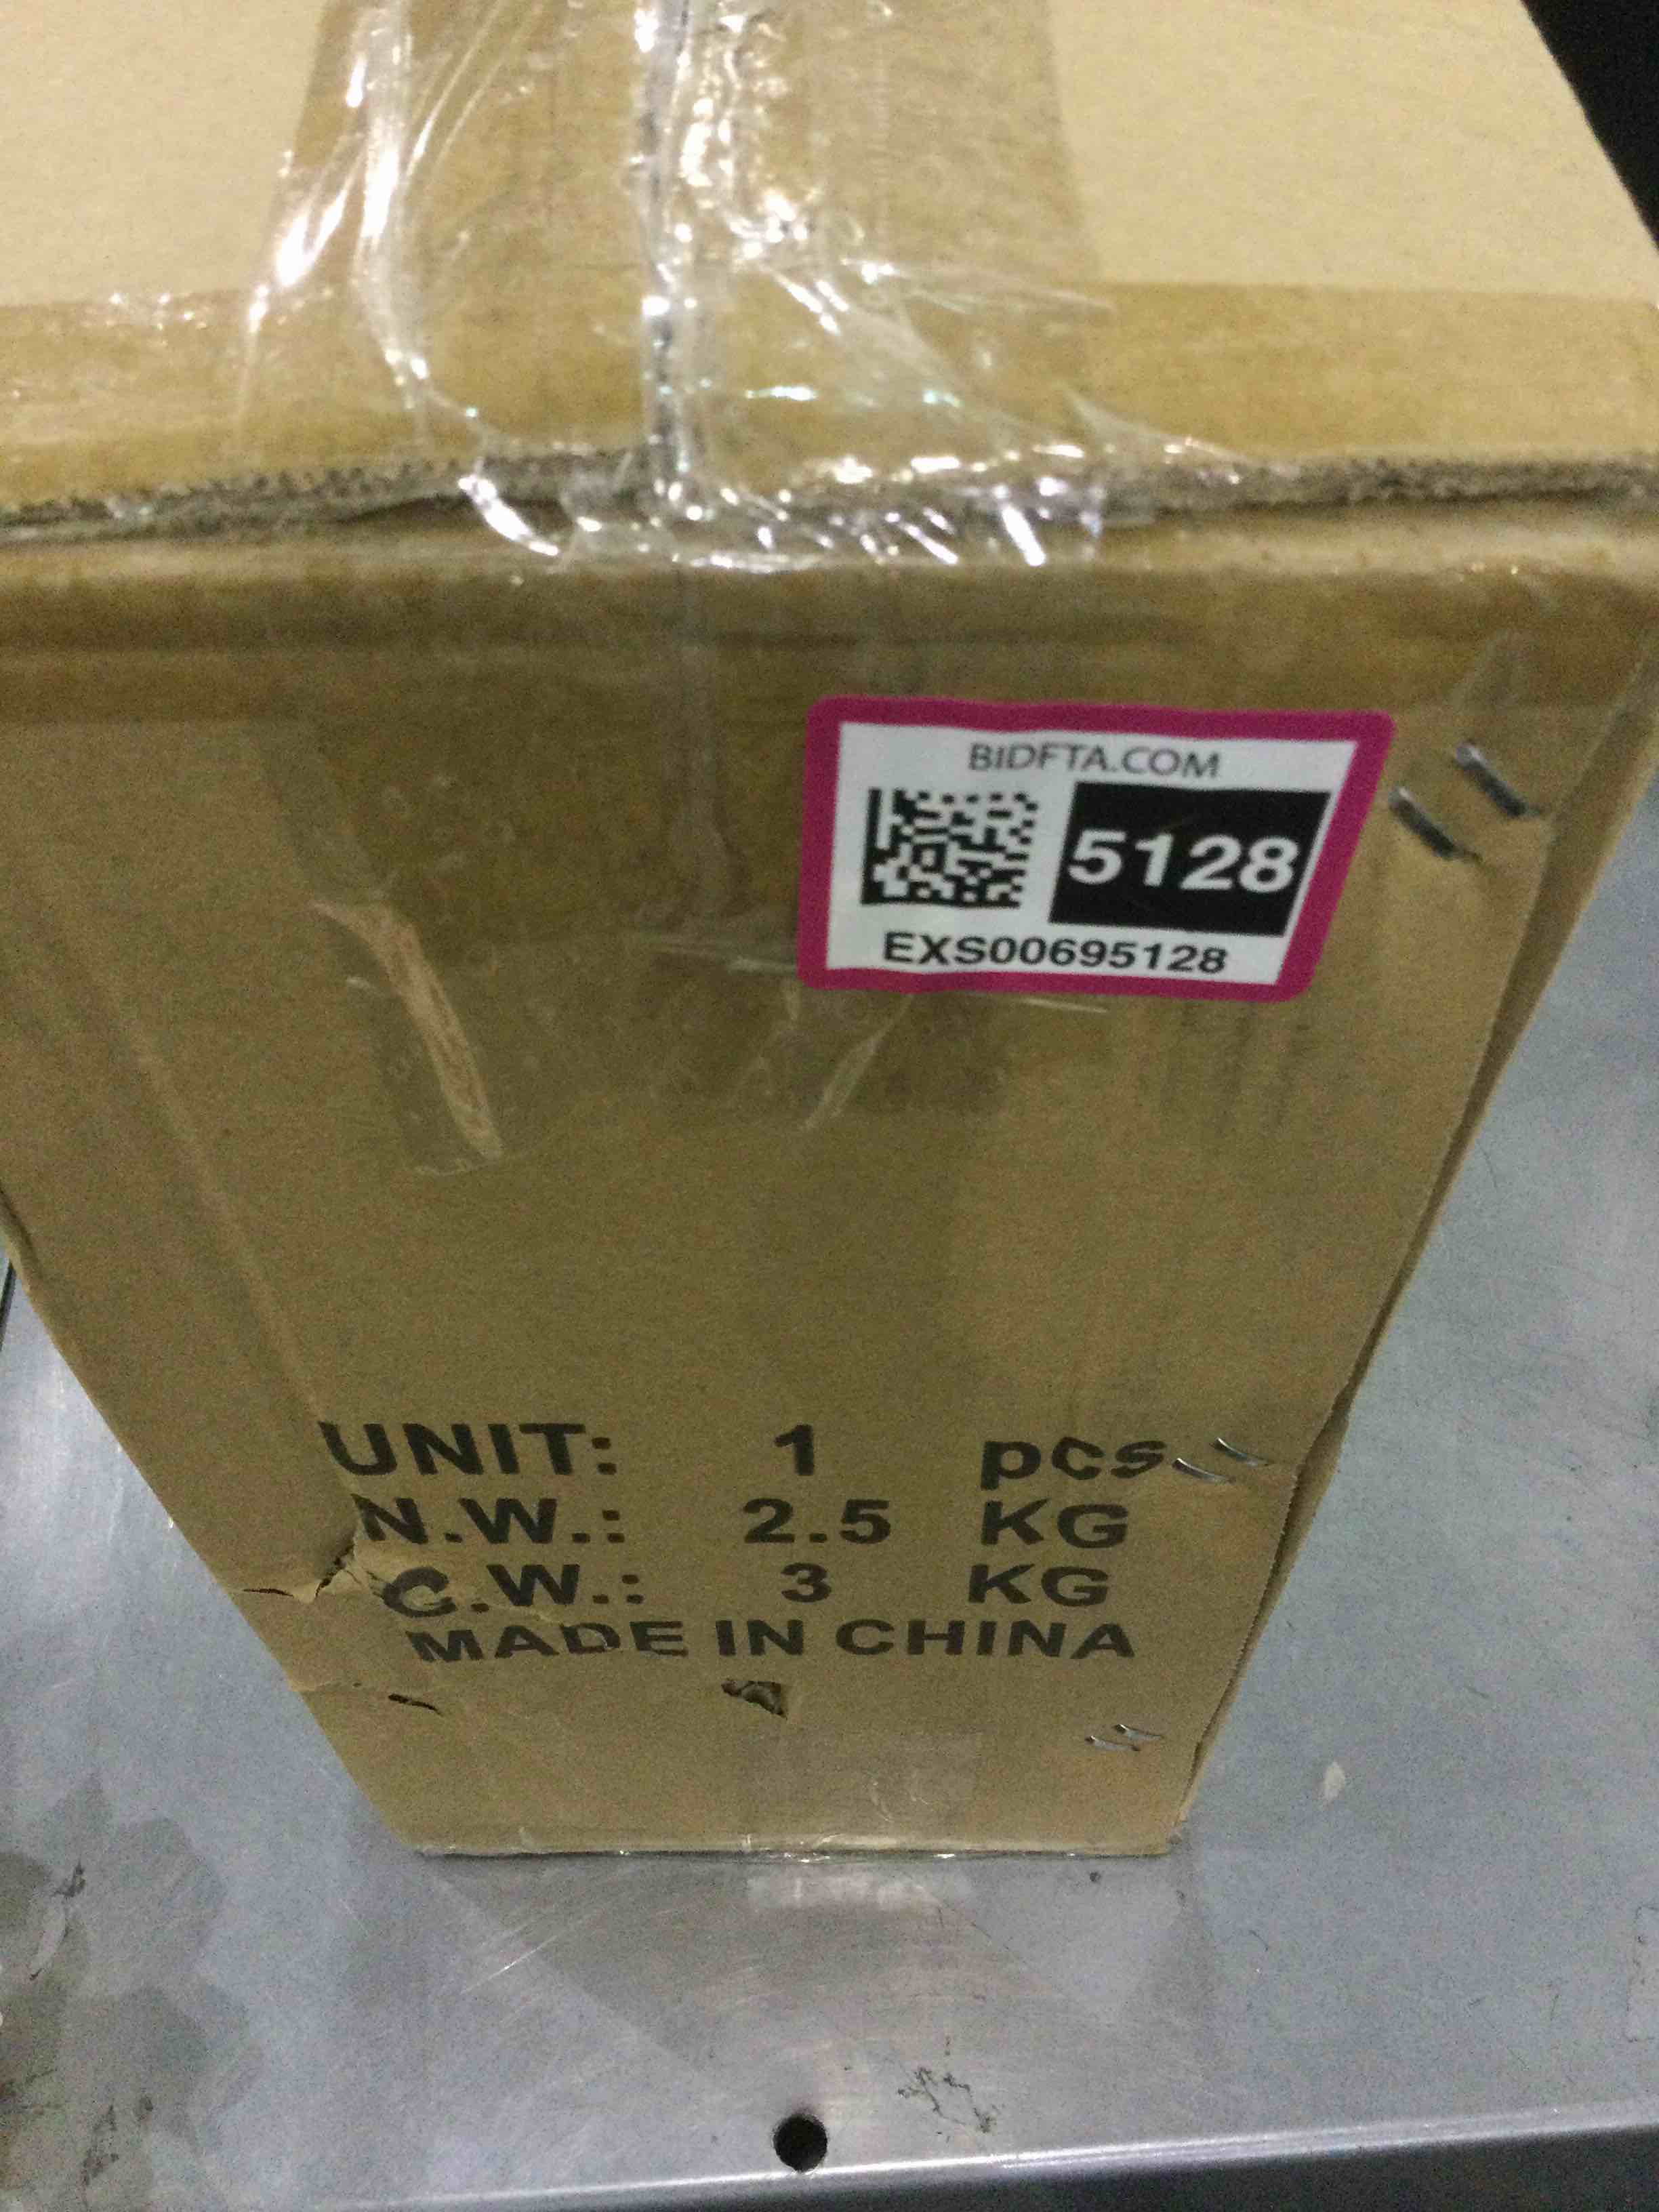 BIDFTA.COM
5128
EXS00695128
UNIT: 1 pcs
N.W.: 2.5 KG
G.W.: 3 KG
MADE IN CHINA